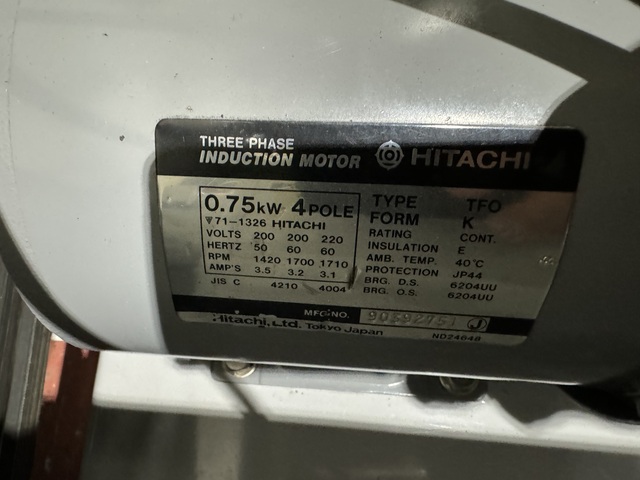 THREE PHASE
INDUCTION MOTOR HITACHI
0.75KW 4POLE
▼71-1326 HITACHI
VOLTS 200 200 220
HERTZ 50 60 60
RPM 1420 1700 1710
AMP'S 3.5 3.2 3.1
JIS C 4210 4004
TYPE TFO
FORM K
RATING CONT.
INSULATION E
AMB. TEMP. 40°C
PROTECTION JP44
BRG. D.S. 6204UU
BRG. O.S. 6204UU
MFG NO. J
Hitachi, Ltd. Tokyo Japan